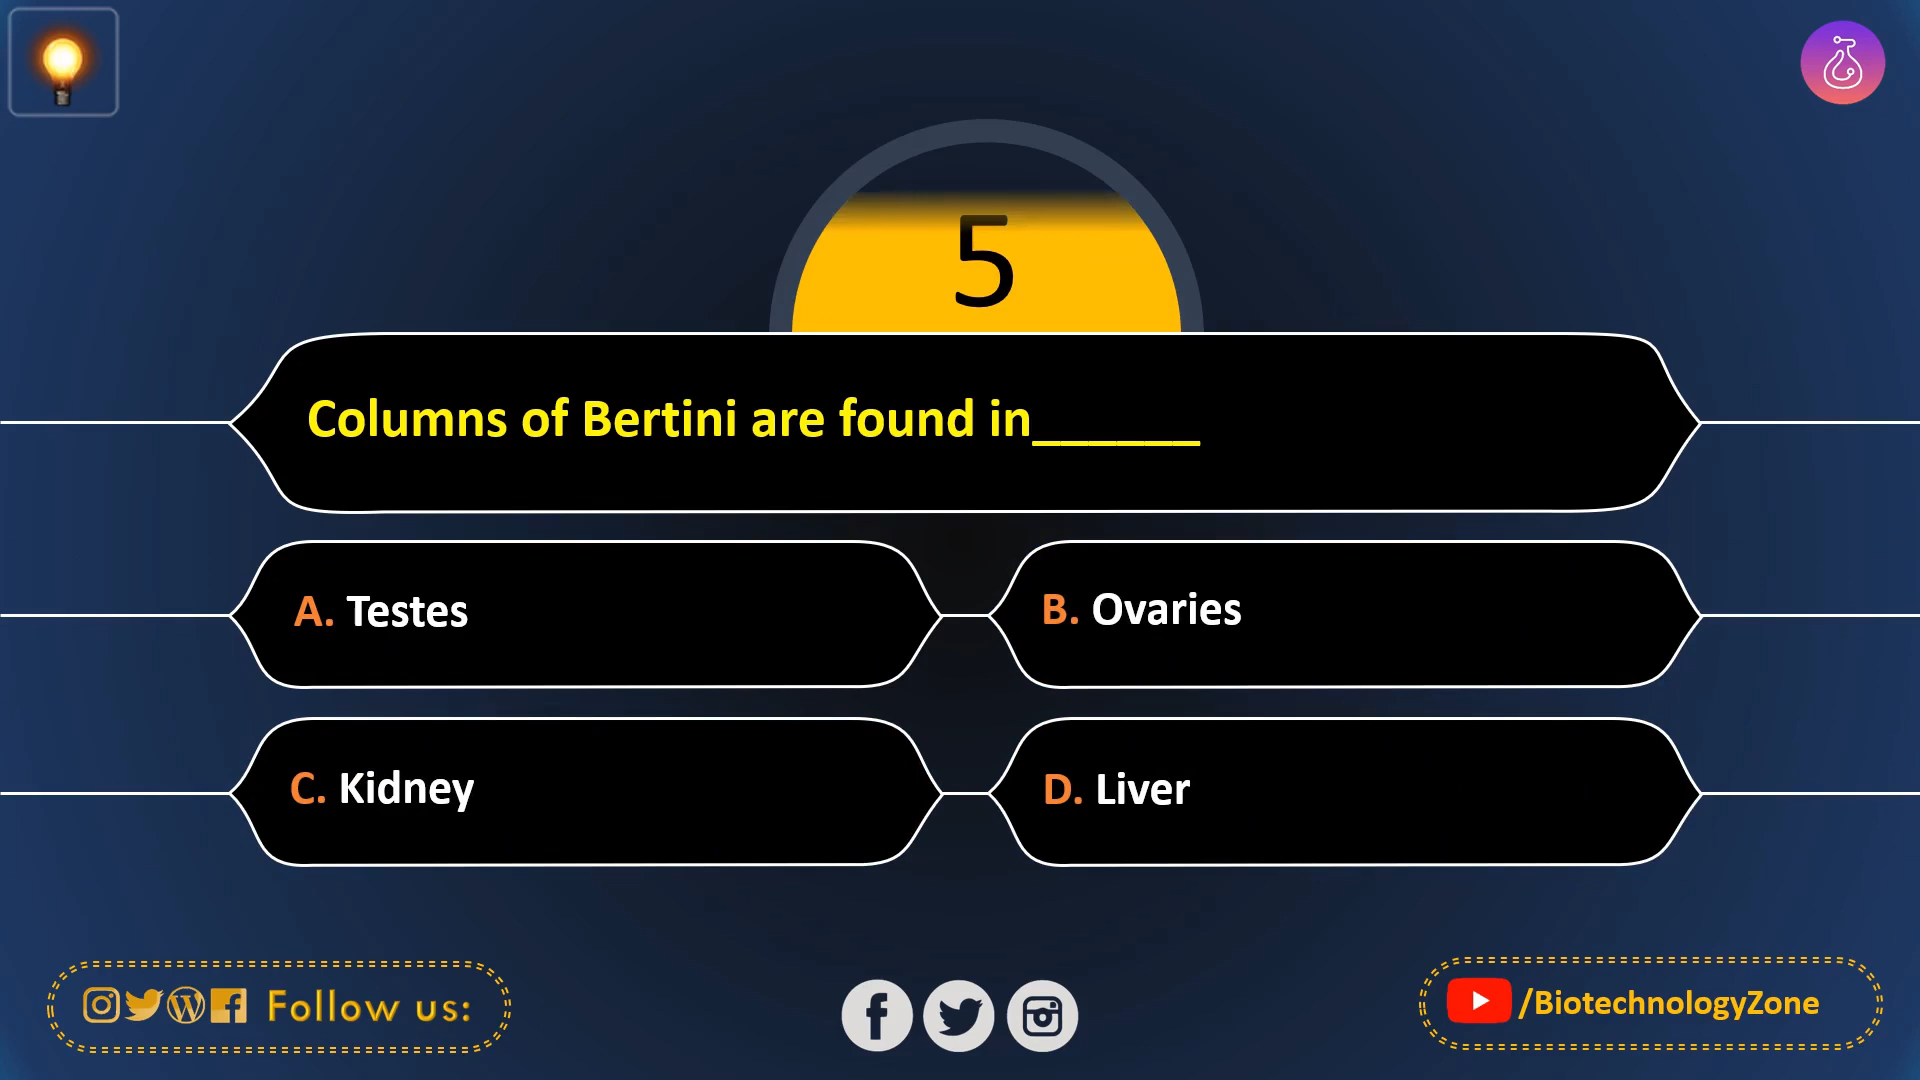 5
Columns of Bertini are found in______
A. Testes
B. Ovaries
C. Kidney
D. Liver
Follow us:
/BiotechnologyZone